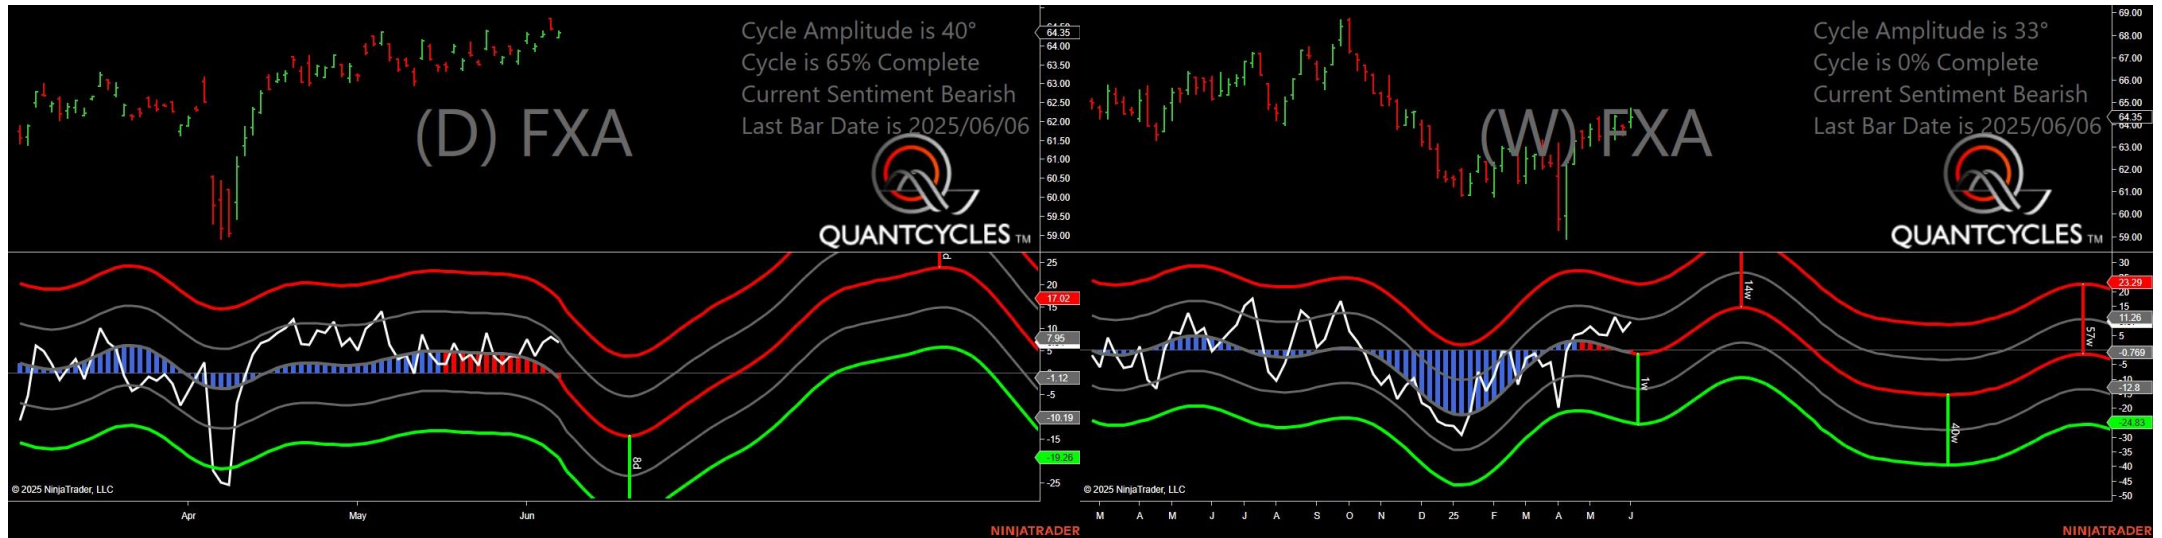 (D) FXA
Cycle Amplitude is 40°
Cycle is 65% Complete
Current Sentiment Bearish
Last Bar Date is 2025/06/06
QUANTCYCLES TM
64.35
64.00
63.50
63.00
62.50
62.00
61.50
61.00
60.50
60.00
59.50
59.00
25
20
17.02
15
10
7.95
5
-1.12
-5
-10.19
-15
-19.26
-25
8d
© 2025 NinjaTrader, LLC
Apr
May
Jun
NINJATRADER
(W) FXA
Cycle Amplitude is 33°
Cycle is 0% Complete
Current Sentiment Bearish
Last Bar Date is 2025/06/06
QUANTCYCLES TM
69.00
68.00
67.00
66.00
65.00
64.35
64.00
63.00
62.00
61.00
60.00
59.00
30
23.29
20
15
11.26
5
-0.769
-5
-10
-12.8
-15
-20
-24.83
-30
-35
-40
-45
-50
14w
1w
40w
57w
© 2025 NinjaTrader, LLC
M A M J J A S O N D 25 F M A M J
NINJATRADER